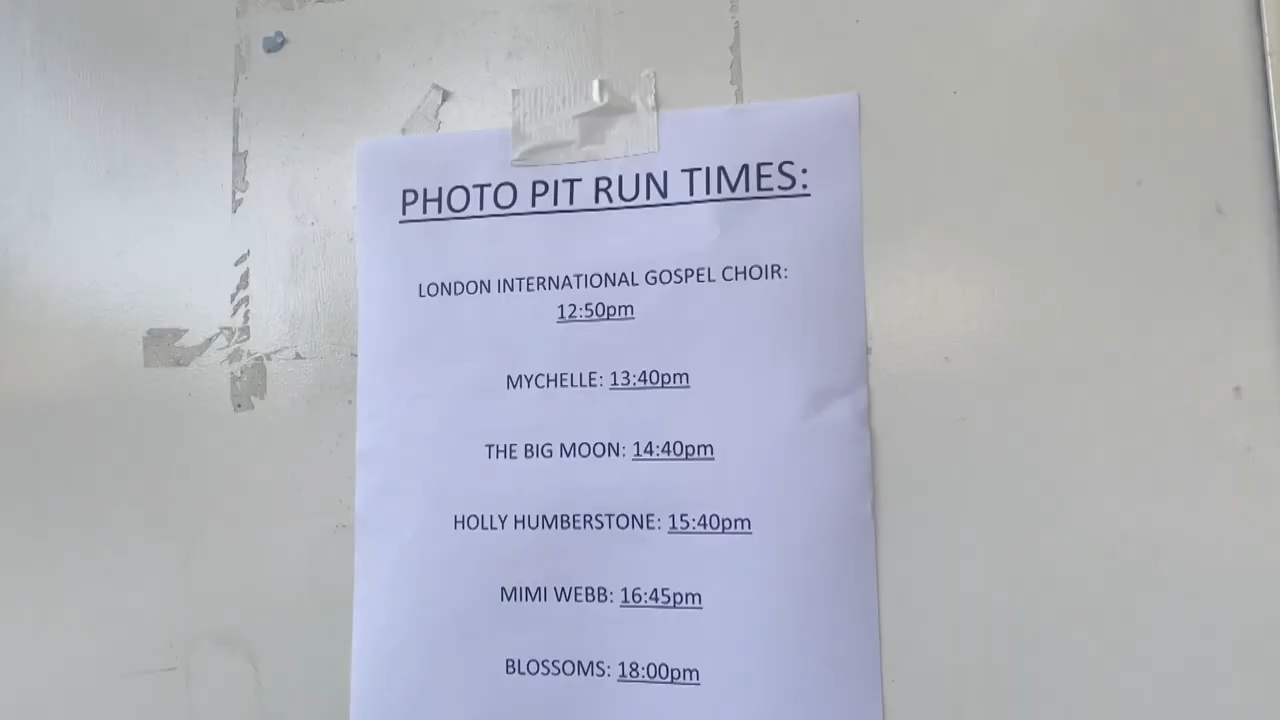 PHOTO PIT RUN TIMES:
LONDON INTERNATIONAL GOSPEL CHOIR:
12:50pm
MYCHELLE: 13:40pm
THE BIG MOON: 14:40pm
HOLLY HUMBERSTONE: 15:40pm
MIMI WEBB: 16:45pm
BLOSSOMS: 18:00pm